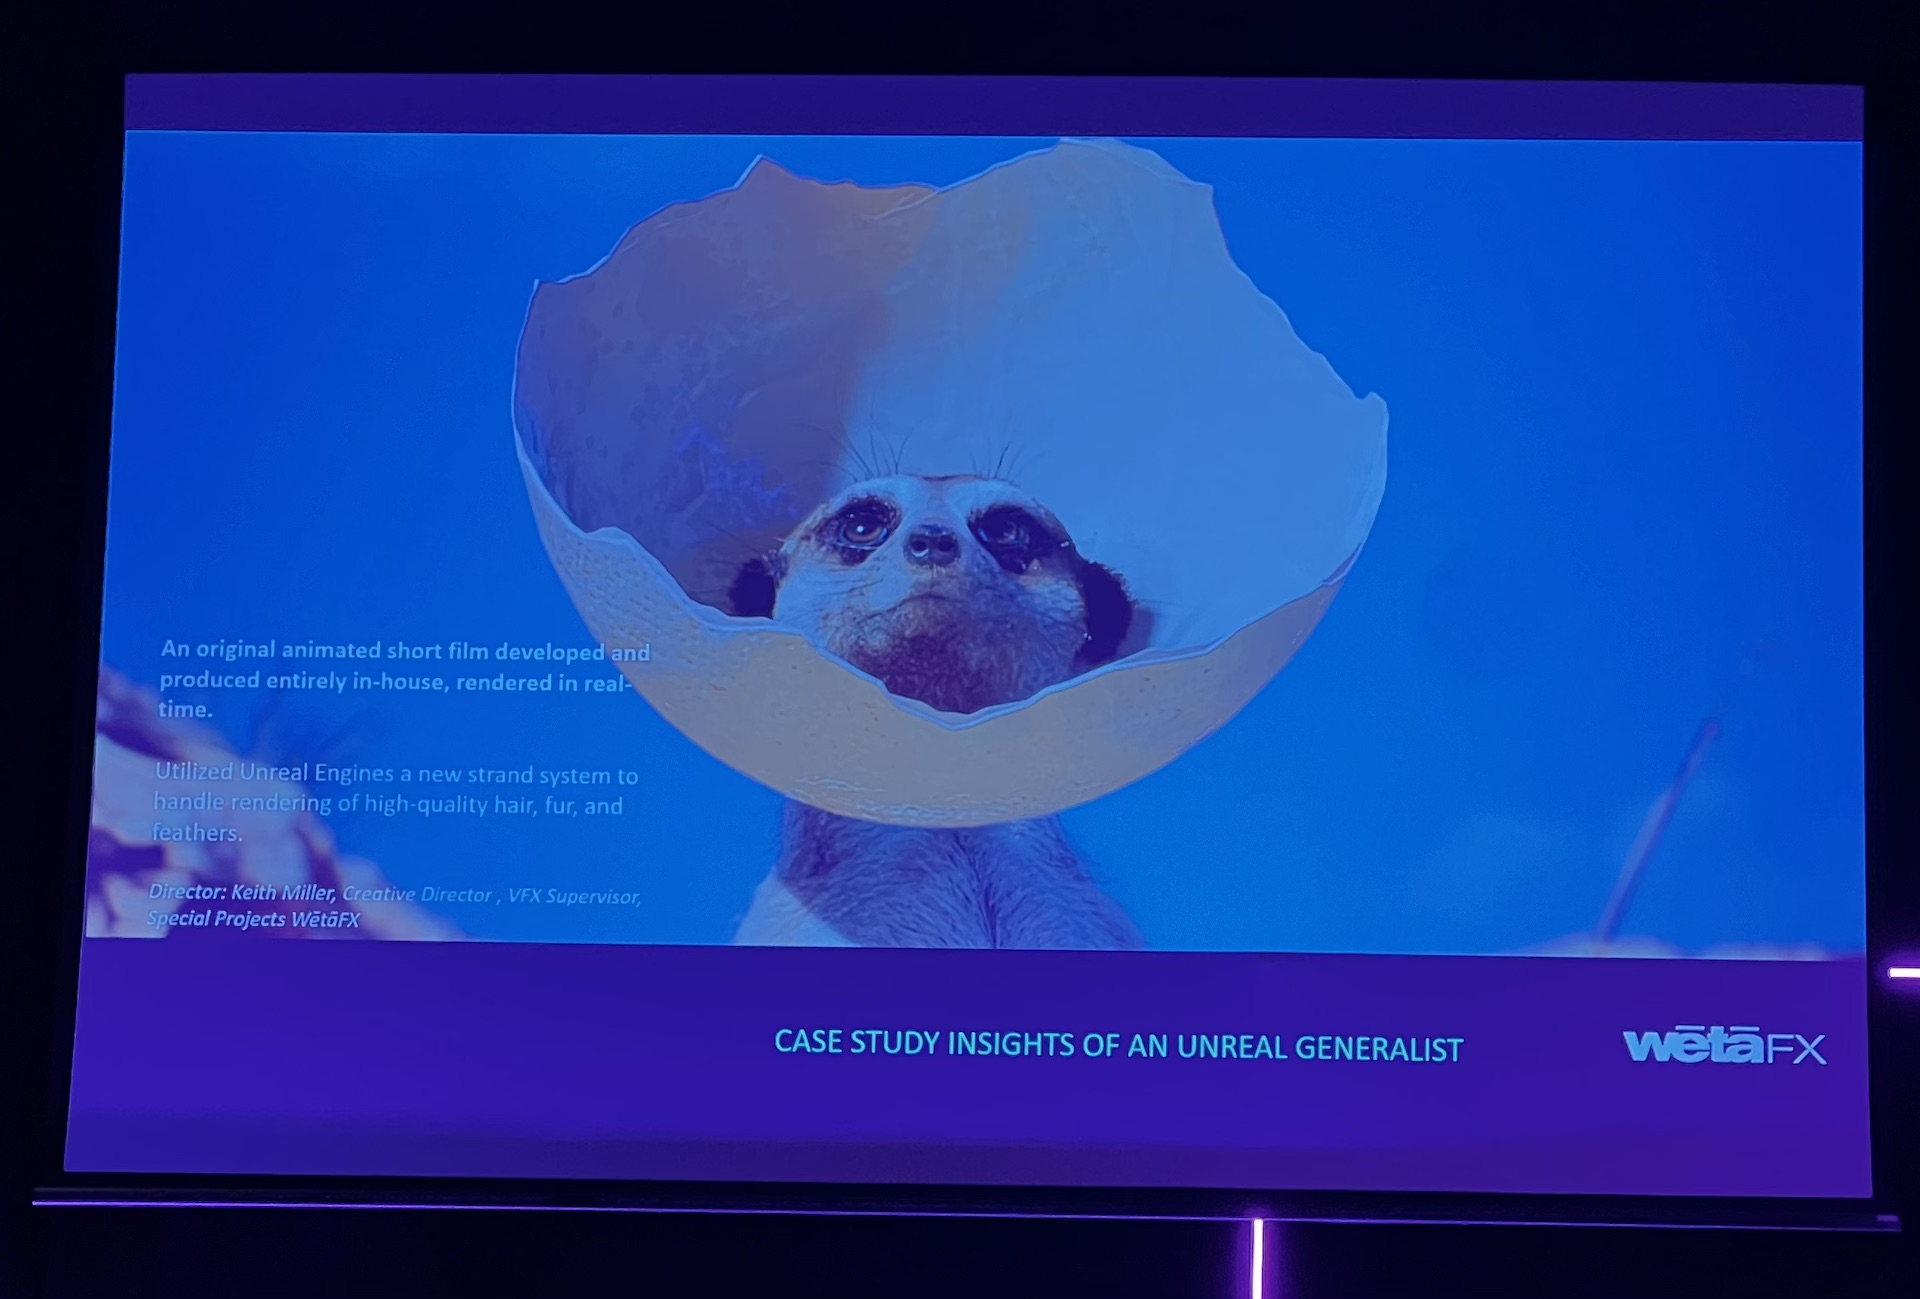 An original animated short film developed and
produced entirely in-house, rendered in real-
time.
Utilized Unreal Engines a new strand system to
handle rendering of high-quality hair, fur, and
feathers.
Director: Keith Miller, Creative Director , VFX Supervisor,
Special Projects WētāFX
CASE STUDY INSIGHTS OF AN UNREAL GENERALIST
wētāFX